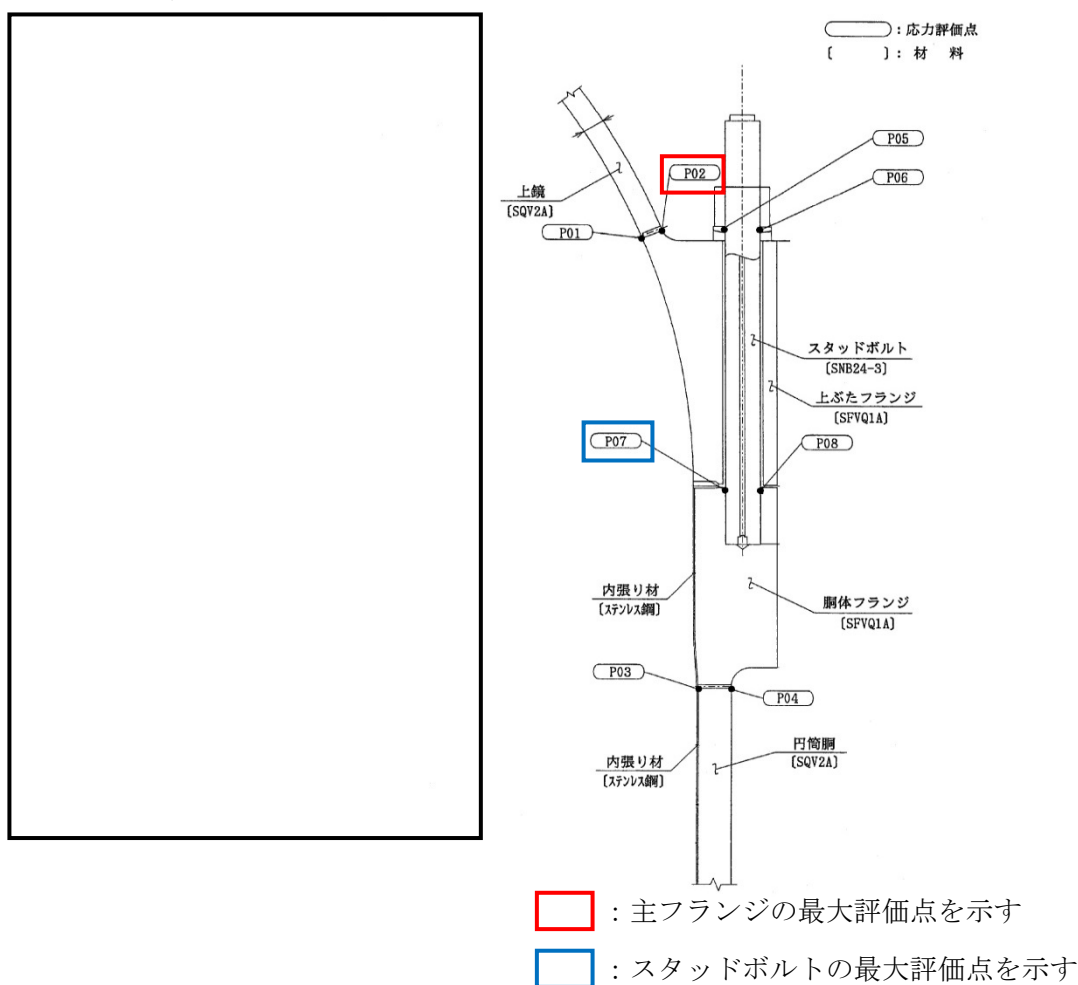 ：応力評価点
〔　　　〕：材　料
P05
P02
P06
上鏡
〔SQV2A〕
P01
スタッドボルト
〔SNB24-3〕
上ぶたフランジ
〔SFVQ1A〕
P07
P08
内張り材
〔ステンレス鋼〕
胴体フランジ
〔SFVQ1A〕
P03
P04
円筒胴
〔SQV2A〕
内張り材
〔ステンレス鋼〕
：主フランジの最大評価点を示す
：スタッドボルトの最大評価点を示す